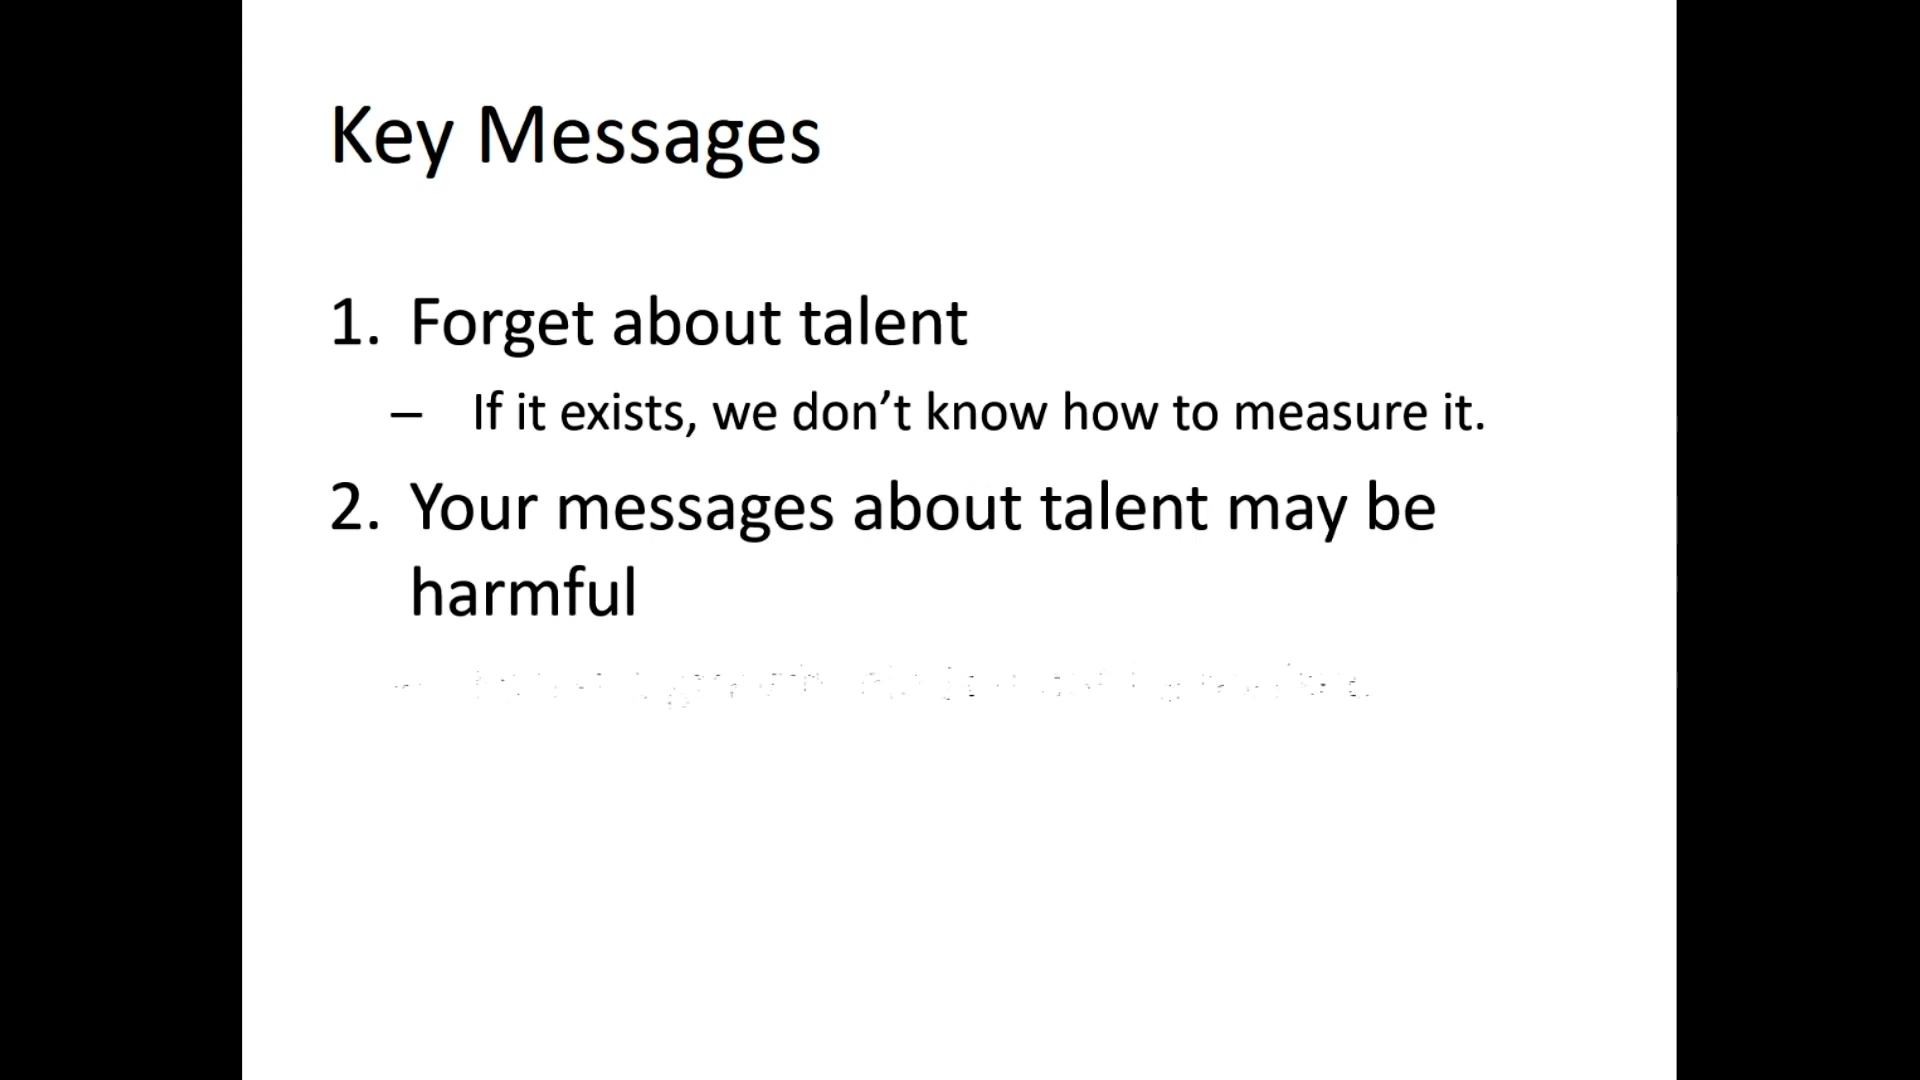 Key Messages
1. Forget about talent
– If it exists, we don’t know how to measure it.
2. Your messages about talent may be
harmful